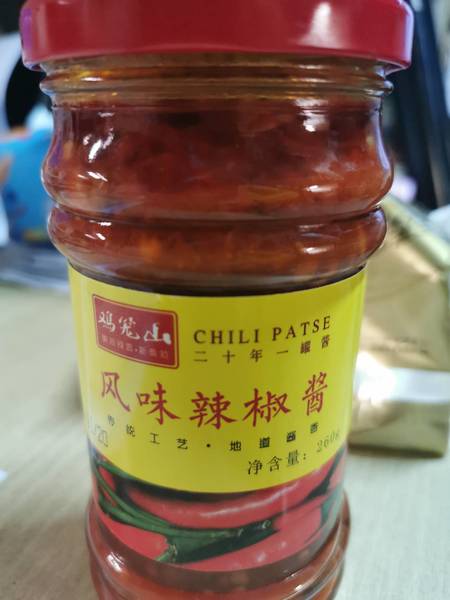 鸡笼山
CHILI PATSE
二十年一罐酱
风味辣椒酱
传统工艺·地道酱香
净含量：260g